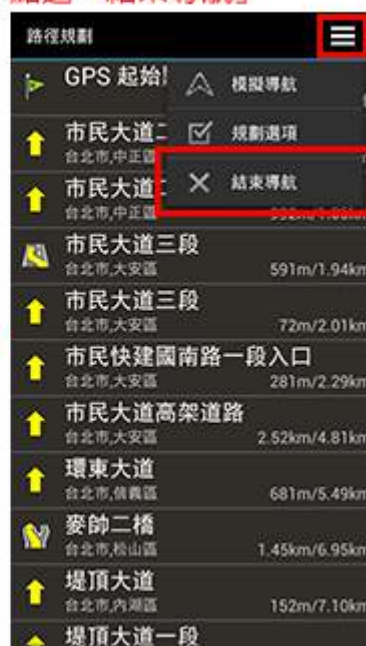 路徑規劃
GPS 起始
模擬導航
市民大道
規劃選項
台北市,中正區
市民大道
結束導航
台北市,中正區
市民大道三段
台北市,大安區 591m/1.94km
市民大道三段
台北市,大安區 72m/2.01km
市民快建國南路一段入口
台北市,大安區 281m/2.29km
市民大道高架道路
台北市,大安區 2.52km/4.81km
環東大道
台北市,信義區 681m/5.49km
麥帥二橋
台北市,松山區 1.45km/6.95km
堤頂大道
台北市,內湖區 152m/7.10km
堤頂大道一段